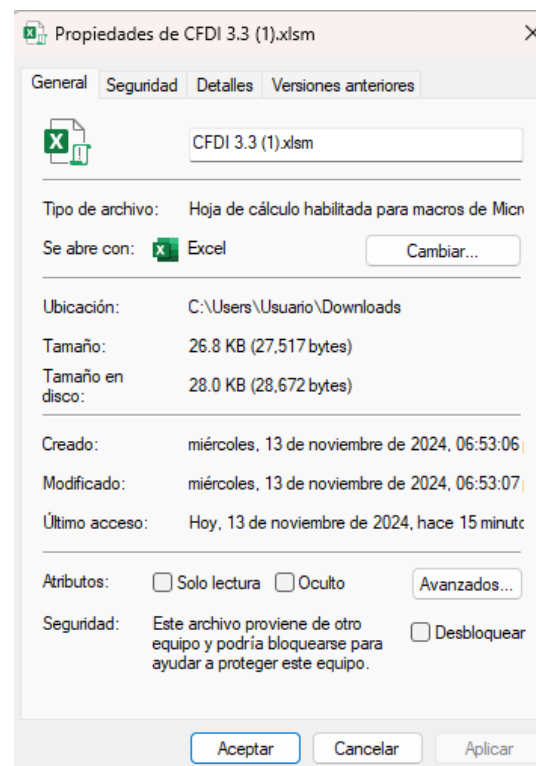 Propiedades de CFDI 3.3 (1).xlsm
General Seguridad Detalles Versiones anteriores
CFDI 3.3 (1).xlsm
Tipo de archivo: Hoja de cálculo habilitada para macros de Micr
Se abre con: Excel Cambiar...
Ubicación: C:\Users\Usuario\Downloads
Tamaño: 26.8 KB (27,517 bytes)
Tamaño en
disco: 28.0 KB (28,672 bytes)
Creado: miércoles, 13 de noviembre de 2024, 06:53:06
Modificado: miércoles, 13 de noviembre de 2024, 06:53:07
Último acceso: Hoy, 13 de noviembre de 2024, hace 15 minuto
Atributos: Solo lectura Oculto Avanzados...
Seguridad: Este archivo proviene de otro
equipo y podría bloquearse para
ayudar a proteger este equipo.
Desbloquear
Aceptar Cancelar Aplicar